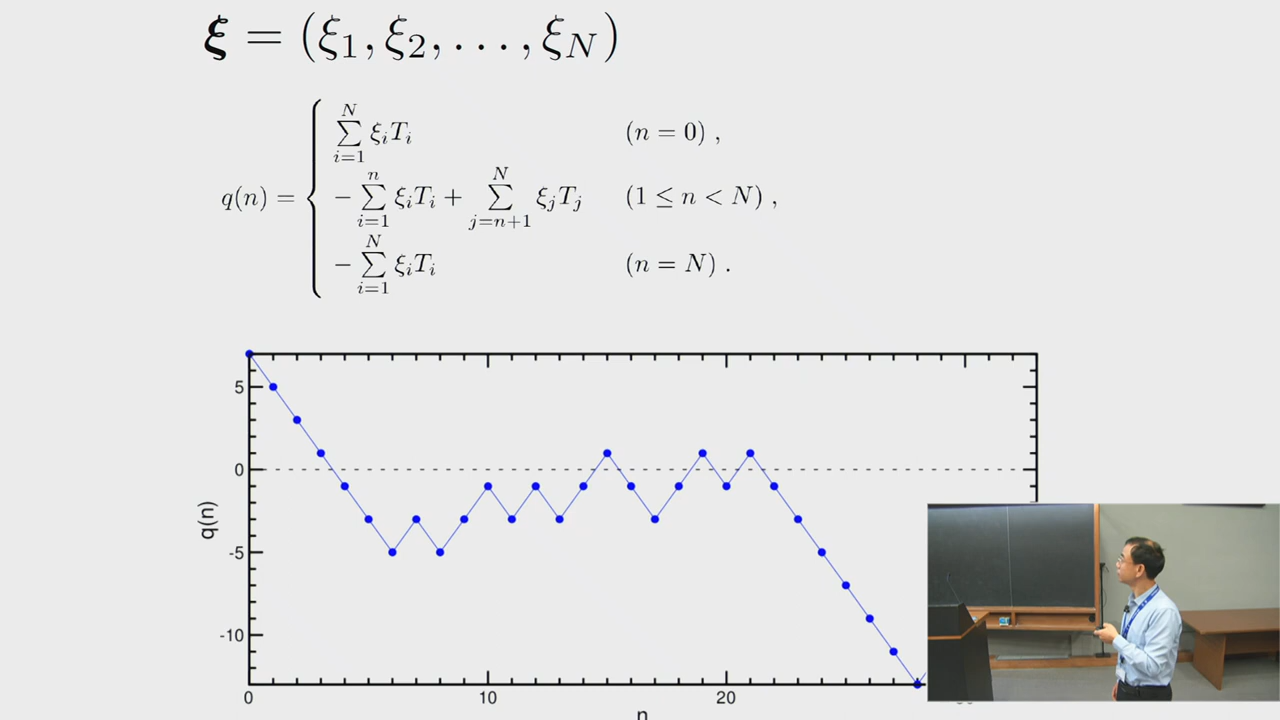 ξ = (ξ₁, ξ₂, . . . , ξ_N)
q(n) = { ∑_{i=1}^{N} ξ_i T_i (n = 0) ,
− ∑_{i=1}^{n} ξ_i T_i + ∑_{j=n+1}^{N} ξ_j T_j (1 ≤ n < N) ,
− ∑_{i=1}^{N} ξ_i T_i (n = N) .
5
0
-5
-10
q(n)
0 10 20
n